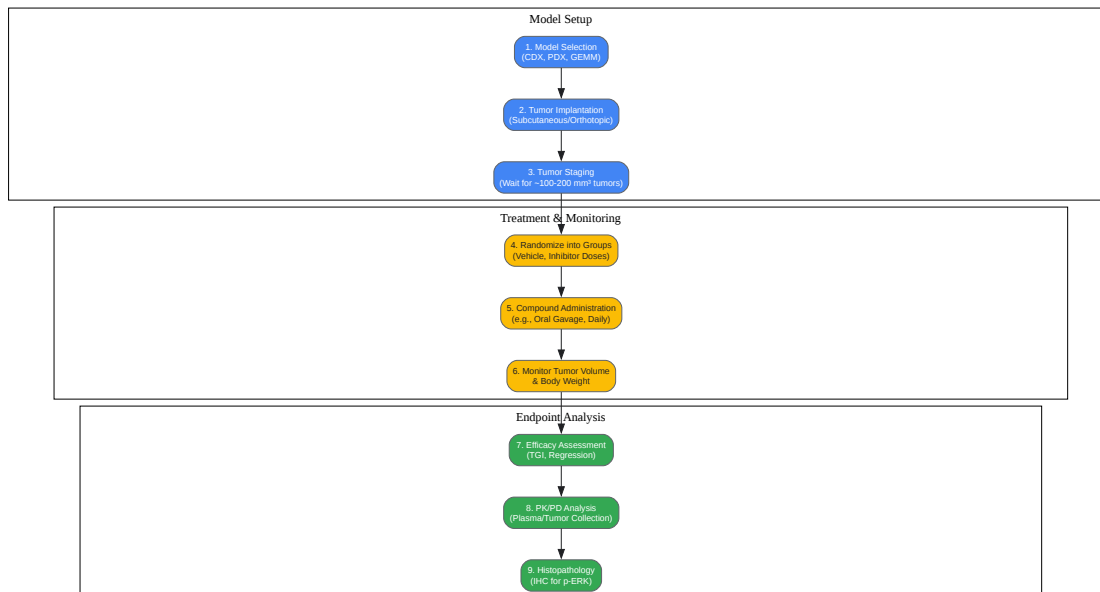 Model Setup
1. Model Selection
(CDX, PDX, GEMM)
2. Tumor Implantation
(Subcutaneous/Orthotopic)
3. Tumor Staging
(Wait for ~100-200 mm³ tumors)
Treatment & Monitoring
4. Randomize into Groups
(Vehicle, Inhibitor Doses)
5. Compound Administration
(e.g., Oral Gavage, Daily)
6. Monitor Tumor Volume
& Body Weight
Endpoint Analysis
7. Efficacy Assessment
(TGI, Regression)
8. PK/PD Analysis
(Plasma/Tumor Collection)
9. Histopathology
(IHC for p-ERK)